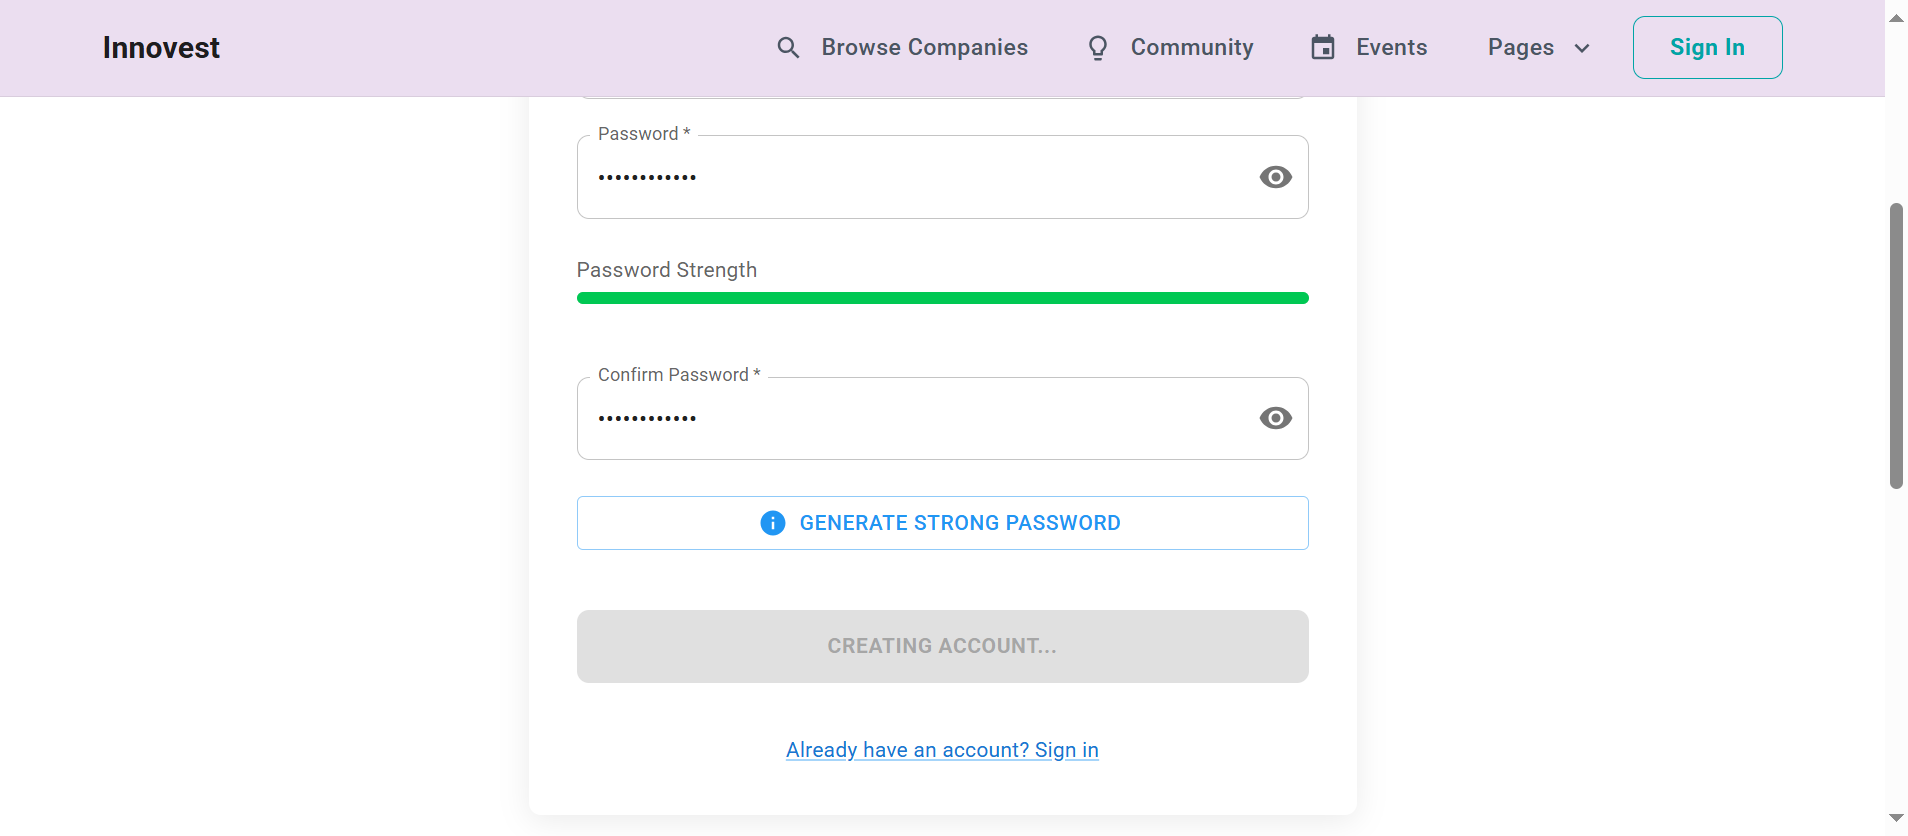 Innovest
Browse Companies
Community
Events
Pages
Sign In
Password *
••••••••••••
Password Strength
Confirm Password *
••••••••••••
GENERATE STRONG PASSWORD
CREATING ACCOUNT...
Already have an account? Sign in